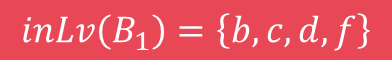 inLv(B₁) = {b, c, d, f}